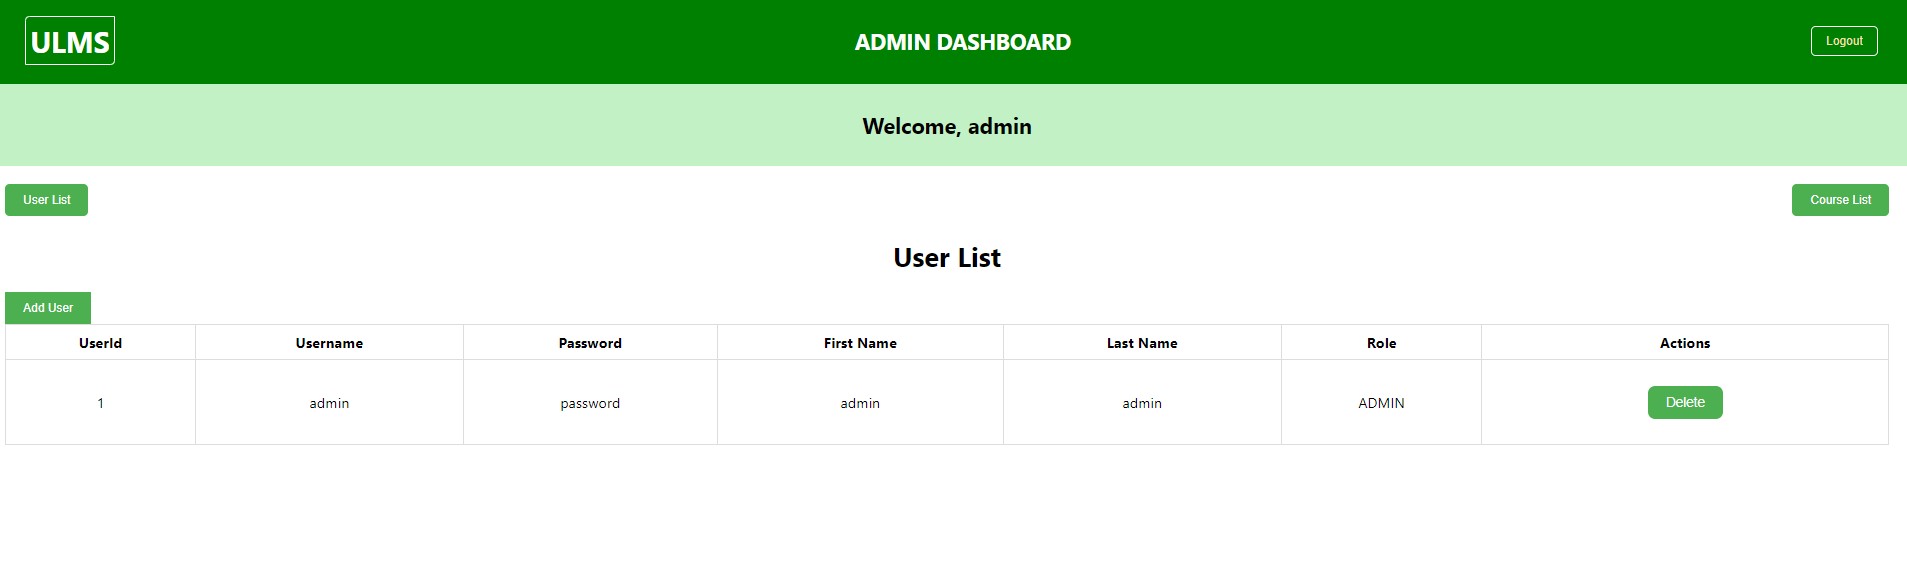 ULMS
ADMIN DASHBOARD
Logout
Welcome, admin
User List
Course List
User List
Add User
UserId Username Password First Name Last Name Role Actions
1 admin password admin admin ADMIN Delete